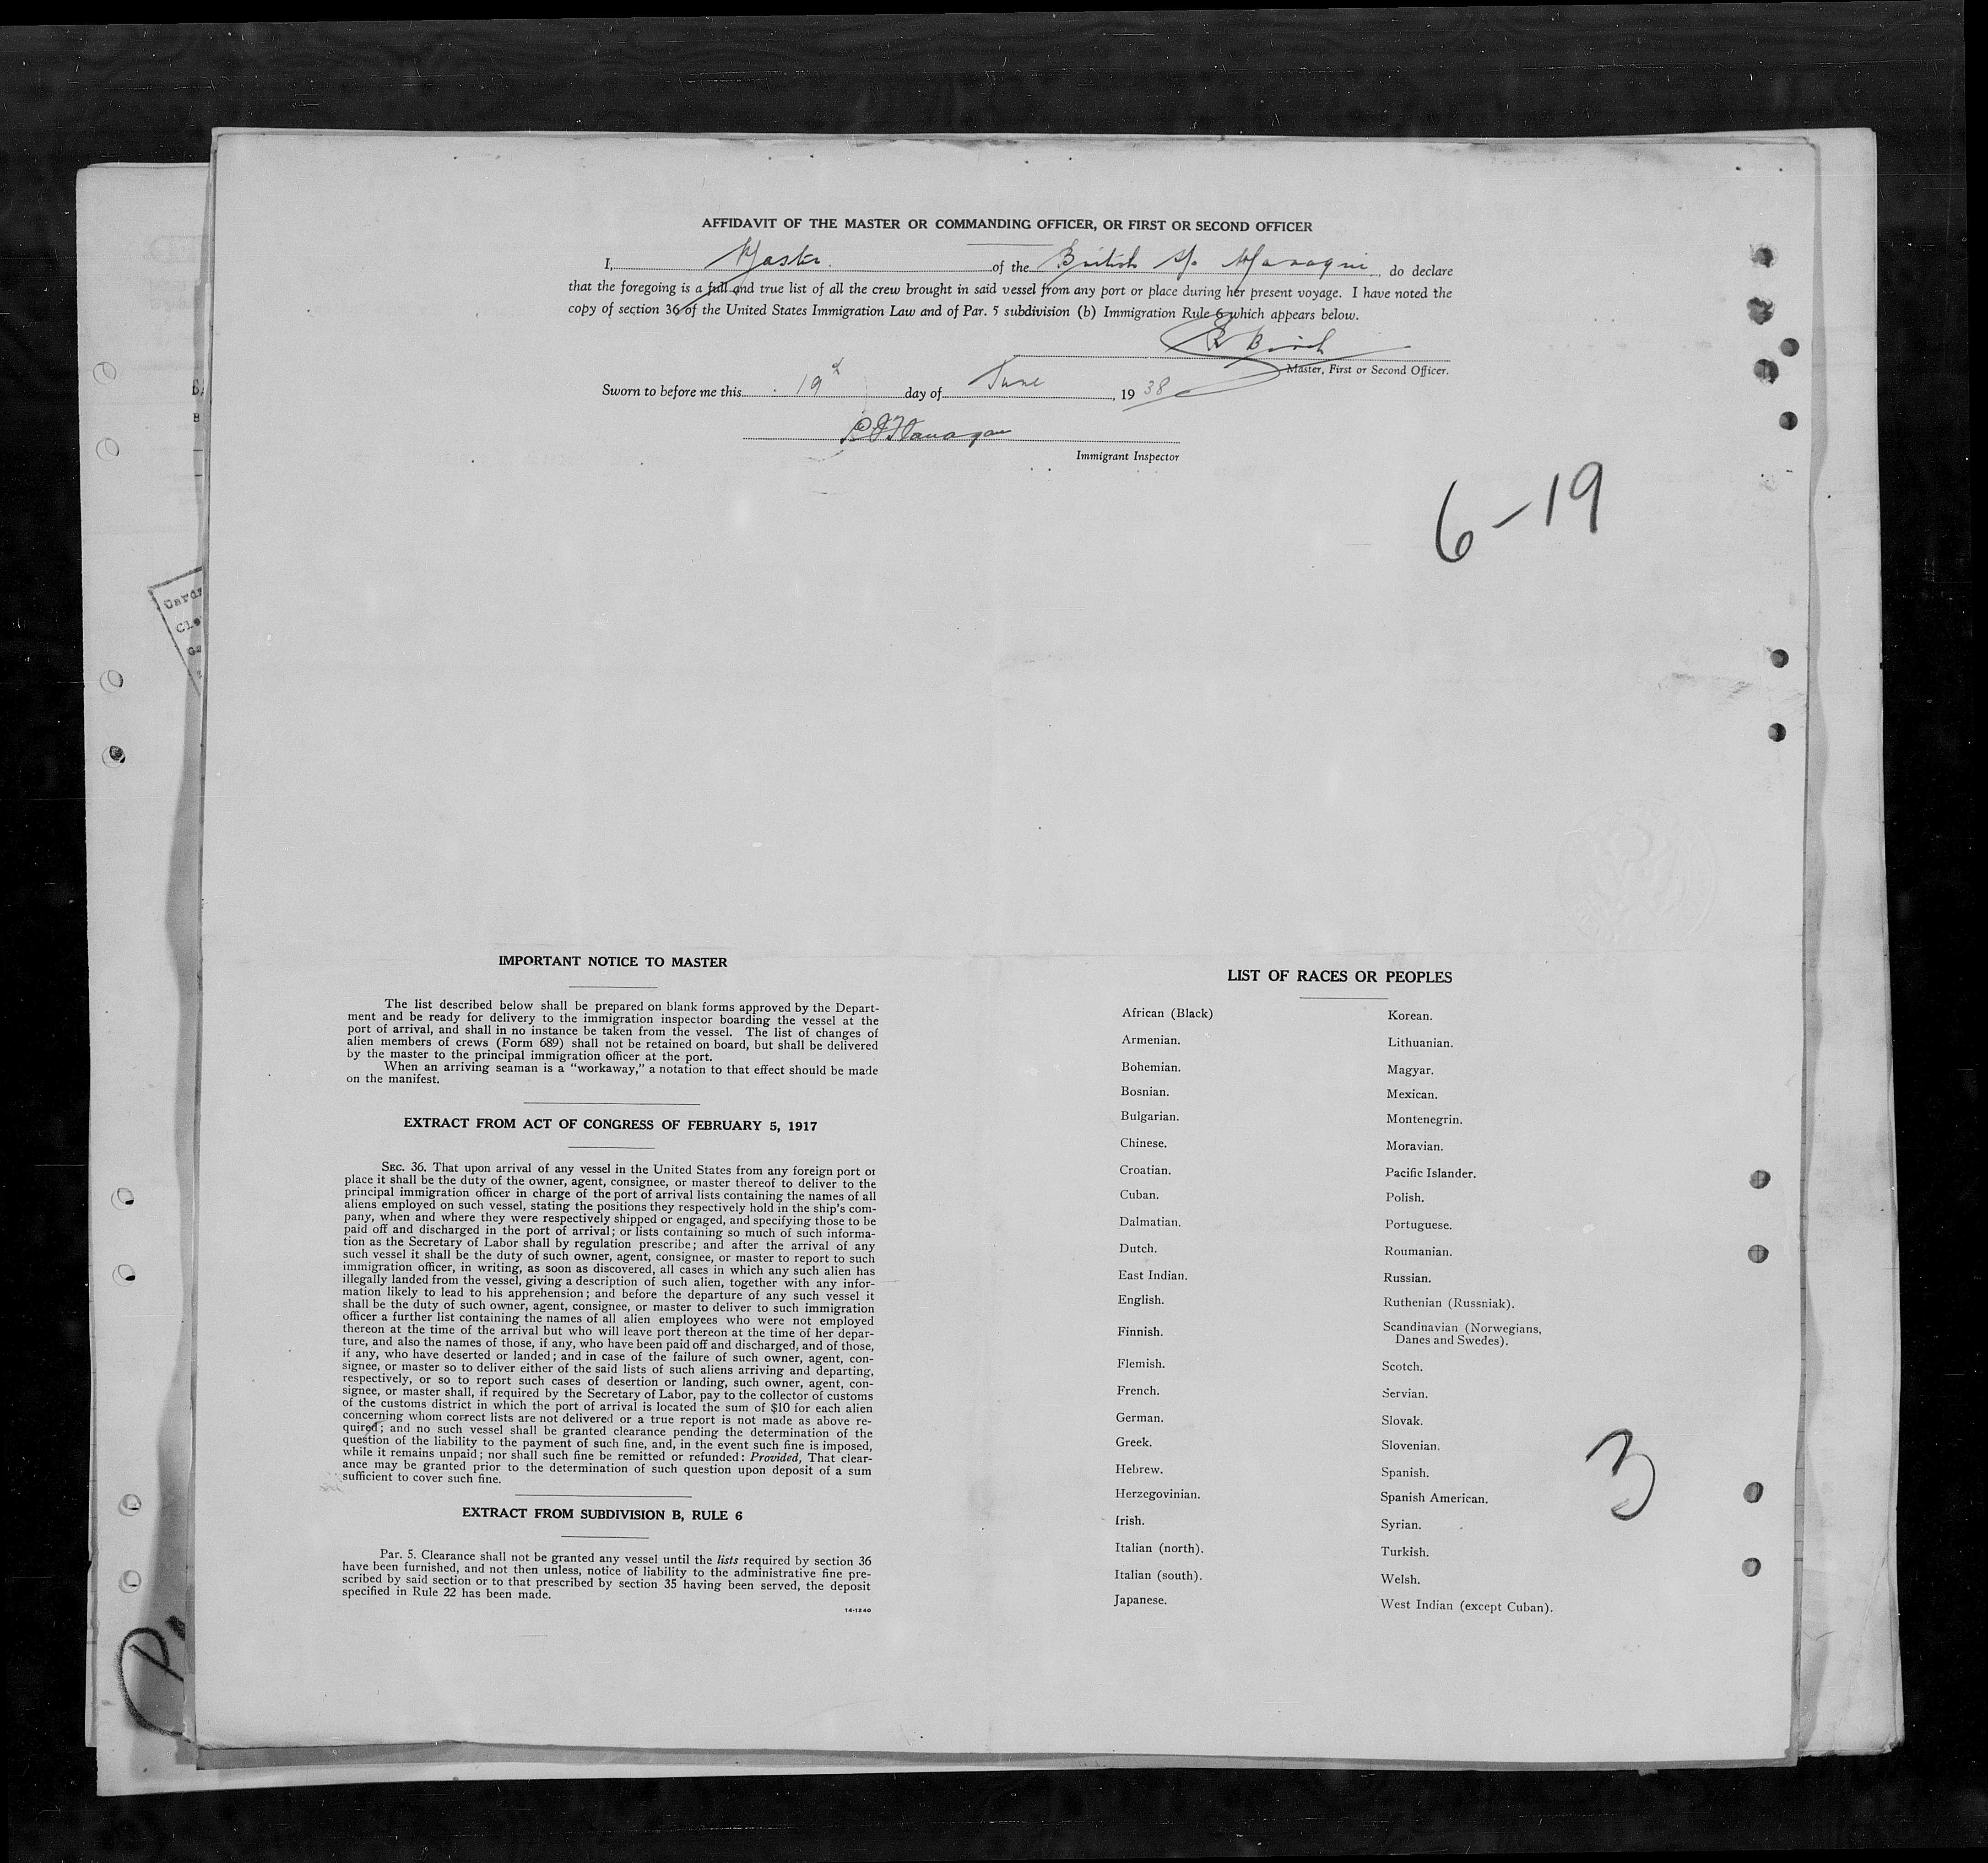 AFFIDAVIT OF THE MASTER OR COMMANDING OFFICER, OR FIRST OR SECOND OFFICER
I, Master. of the British S/S Managui, do declare
that the foregoing is a full and true list of all the crew brought in said vessel from any port or place during her present voyage. I have noted the
copy of section 36 of the United States Immigration Law and of Par. 5 subdivision (b) Immigration Rule 6 which appears below.
R Birch
Master, First or Second Officer.
Sworn to before me this 19th day of June, 1938
Flanagan
Immigrant Inspector
6-19
IMPORTANT NOTICE TO MASTER
The list described below shall be prepared on blank forms approved by the Depart-
ment and be ready for delivery to the immigration inspector boarding the vessel at the
port of arrival, and shall in no instance be taken from the vessel. The list of changes of
alien members of crews (Form 689) shall not be retained on board, but shall be delivered
by the master to the principal immigration officer at the port.
When an arriving seaman is a "workaway," a notation to that effect should be made
on the manifest.
EXTRACT FROM ACT OF CONGRESS OF FEBRUARY 5, 1917
SEC. 36. That upon arrival of any vessel in the United States from any foreign port or
place it shall be the duty of the owner, agent, consignee, or master thereof to deliver to the
principal immigration officer in charge of the port of arrival lists containing the names of all
aliens employed on such vessel, stating the positions they respectively hold in the ship's com-
pany, when and where they were respectively shipped or engaged, and specifying those to be
paid off and discharged in the port of arrival; or lists containing so much of such informa-
tion as the Secretary of Labor shall by regulation prescribe; and after the arrival of any
such vessel it shall be the duty of such owner, agent, consignee, or master to report to such
immigration officer, in writing, as soon as discovered, all cases in which any such alien has
illegally landed from the vessel, giving a description of such alien, together with any infor-
mation likely to lead to his apprehension; and before the departure of any such vessel it
shall be the duty of such owner, agent, consignee, or master to deliver to such immigration
officer a further list containing the names of all alien employees who were not employed
thereon at the time of the arrival but who will leave port thereon at the time of her depar-
ture, and also the names of those, if any, who have been paid off and discharged, and of those,
if any, who have deserted or landed; and in case of the failure of such owner, agent, con-
signee, or master so to deliver either of the said lists of such aliens arriving and departing,
respectively, or so to report such cases of desertion or landing, such owner, agent, con-
signee, or master shall, if required by the Secretary of Labor, pay to the collector of customs
of the customs district in which the port of arrival is located the sum of $10 for each alien
concerning whom correct lists are not delivered or a true report is not made as above re-
quired; and no such vessel shall be granted clearance pending the determination of the
question of the liability to the payment of such fine, and, in the event such fine is imposed,
while it remains unpaid; nor shall such fine be remitted or refunded: Provided, That clear-
ance may be granted prior to the determination of such question upon deposit of a sum
sufficient to cover such fine.
EXTRACT FROM SUBDIVISION B, RULE 6
Par. 5. Clearance shall not be granted any vessel until the lists required by section 36
have been furnished, and not then unless, notice of liability to the administrative fine pre-
scribed by said section or to that prescribed by section 35 having been served, the deposit
specified in Rule 22 has been made.
14-1240
LIST OF RACES OR PEOPLES
African (Black)
Armenian.
Bohemian.
Bosnian.
Bulgarian.
Chinese.
Croatian.
Cuban.
Dalmatian.
Dutch.
East Indian.
English.
Finnish.
Flemish.
French.
German.
Greek.
Hebrew.
Herzegovinian.
Irish.
Italian (north).
Italian (south).
Japanese.
Korean.
Lithuanian.
Magyar.
Mexican.
Montenegrin.
Moravian.
Pacific Islander.
Polish.
Portuguese.
Roumanian.
Russian.
Ruthenian (Russniak).
Scandinavian (Norwegians,
Danes and Swedes).
Scotch.
Servian.
Slovak.
Slovenian.
Spanish.
Spanish American.
Syrian.
Turkish.
Welsh.
West Indian (except Cuban).
3